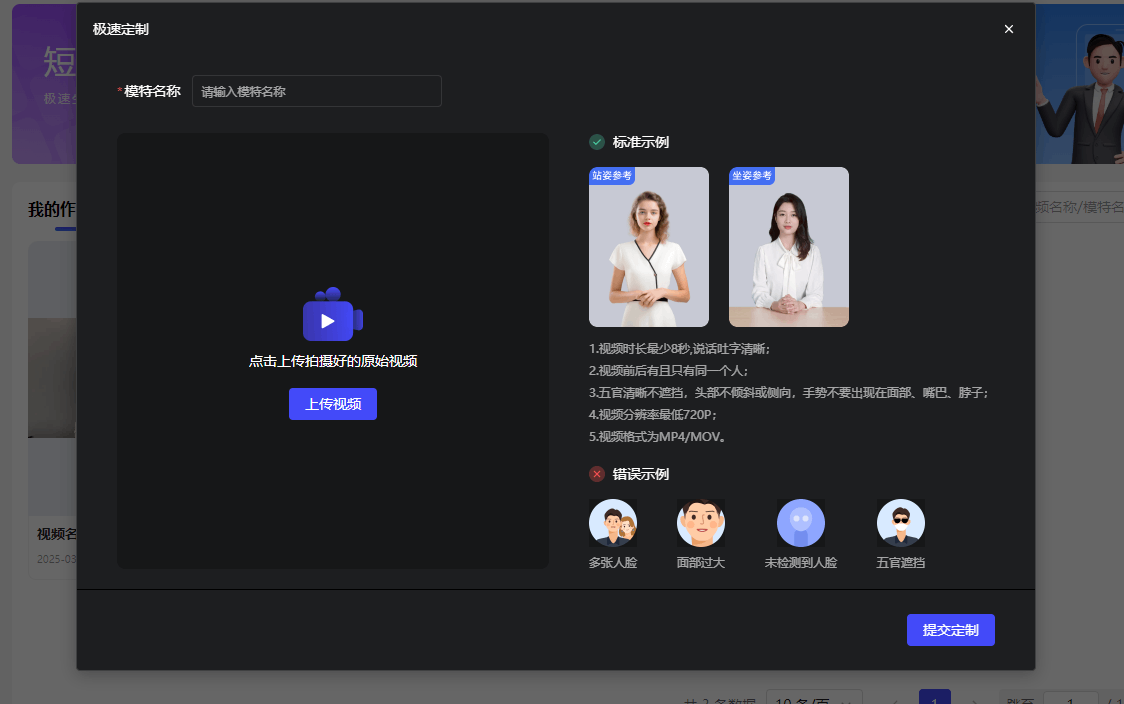 极速定制
短
极速
*模特名称
请输入模特名称
标准示例
站姿参考
坐姿参考
我的作
频名称/模特名
点击上传拍摄好的原始视频
上传视频
1.视频时长最少8秒,说话吐字清晰;
2.视频前后有且只有同一个人;
3.五官清晰不遮挡，头部不倾斜或侧向，手势不要出现在面部、嘴巴、脖子;
4.视频分辨率最低720P;
5.视频格式为MP4/MOV。
错误示例
多张人脸
面部过大
未检测到人脸
五官遮挡
视频名
2025-03
提交定制
10 条/页
1
跳至
1